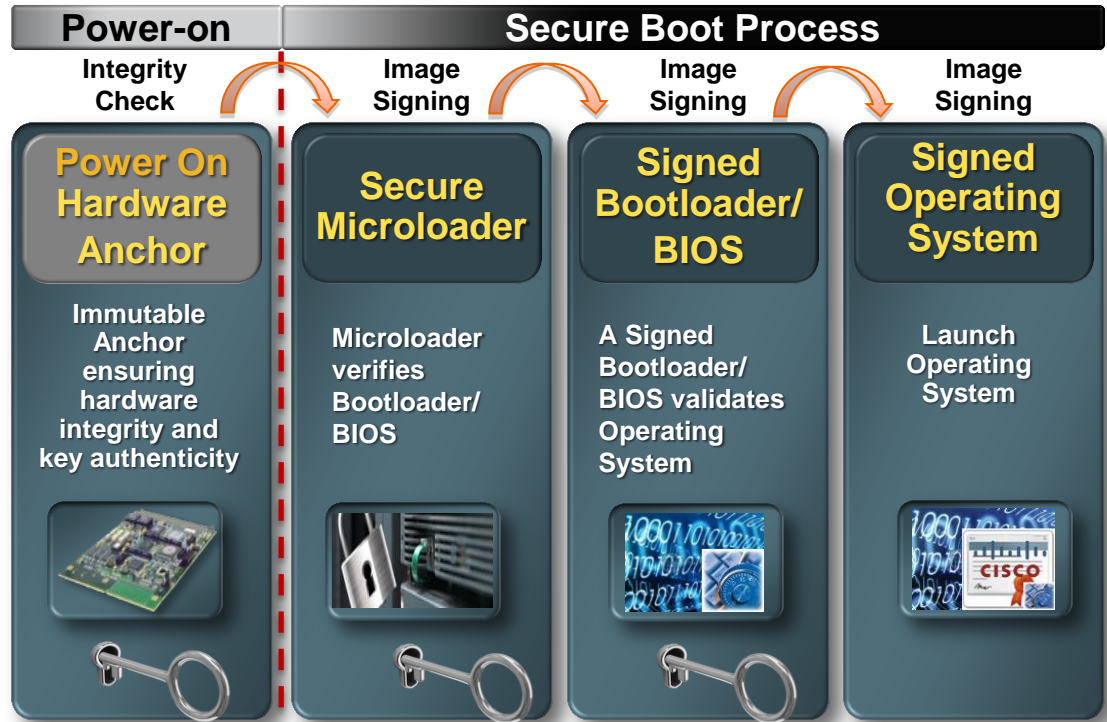 Power-on
Secure Boot Process
Integrity
Check
Image
Signing
Image
Signing
Image
Signing
Power On
Hardware
Anchor
Immutable
Anchor
ensuring
hardware
integrity and
key authenticity
Secure
Microloader
Microloader
verifies
Bootloader/
BIOS
Signed
Bootloader/
BIOS
A Signed
Bootloader/
BIOS validates
Operating
System
Signed
Operating
System
Launch
Operating
System
CISCO